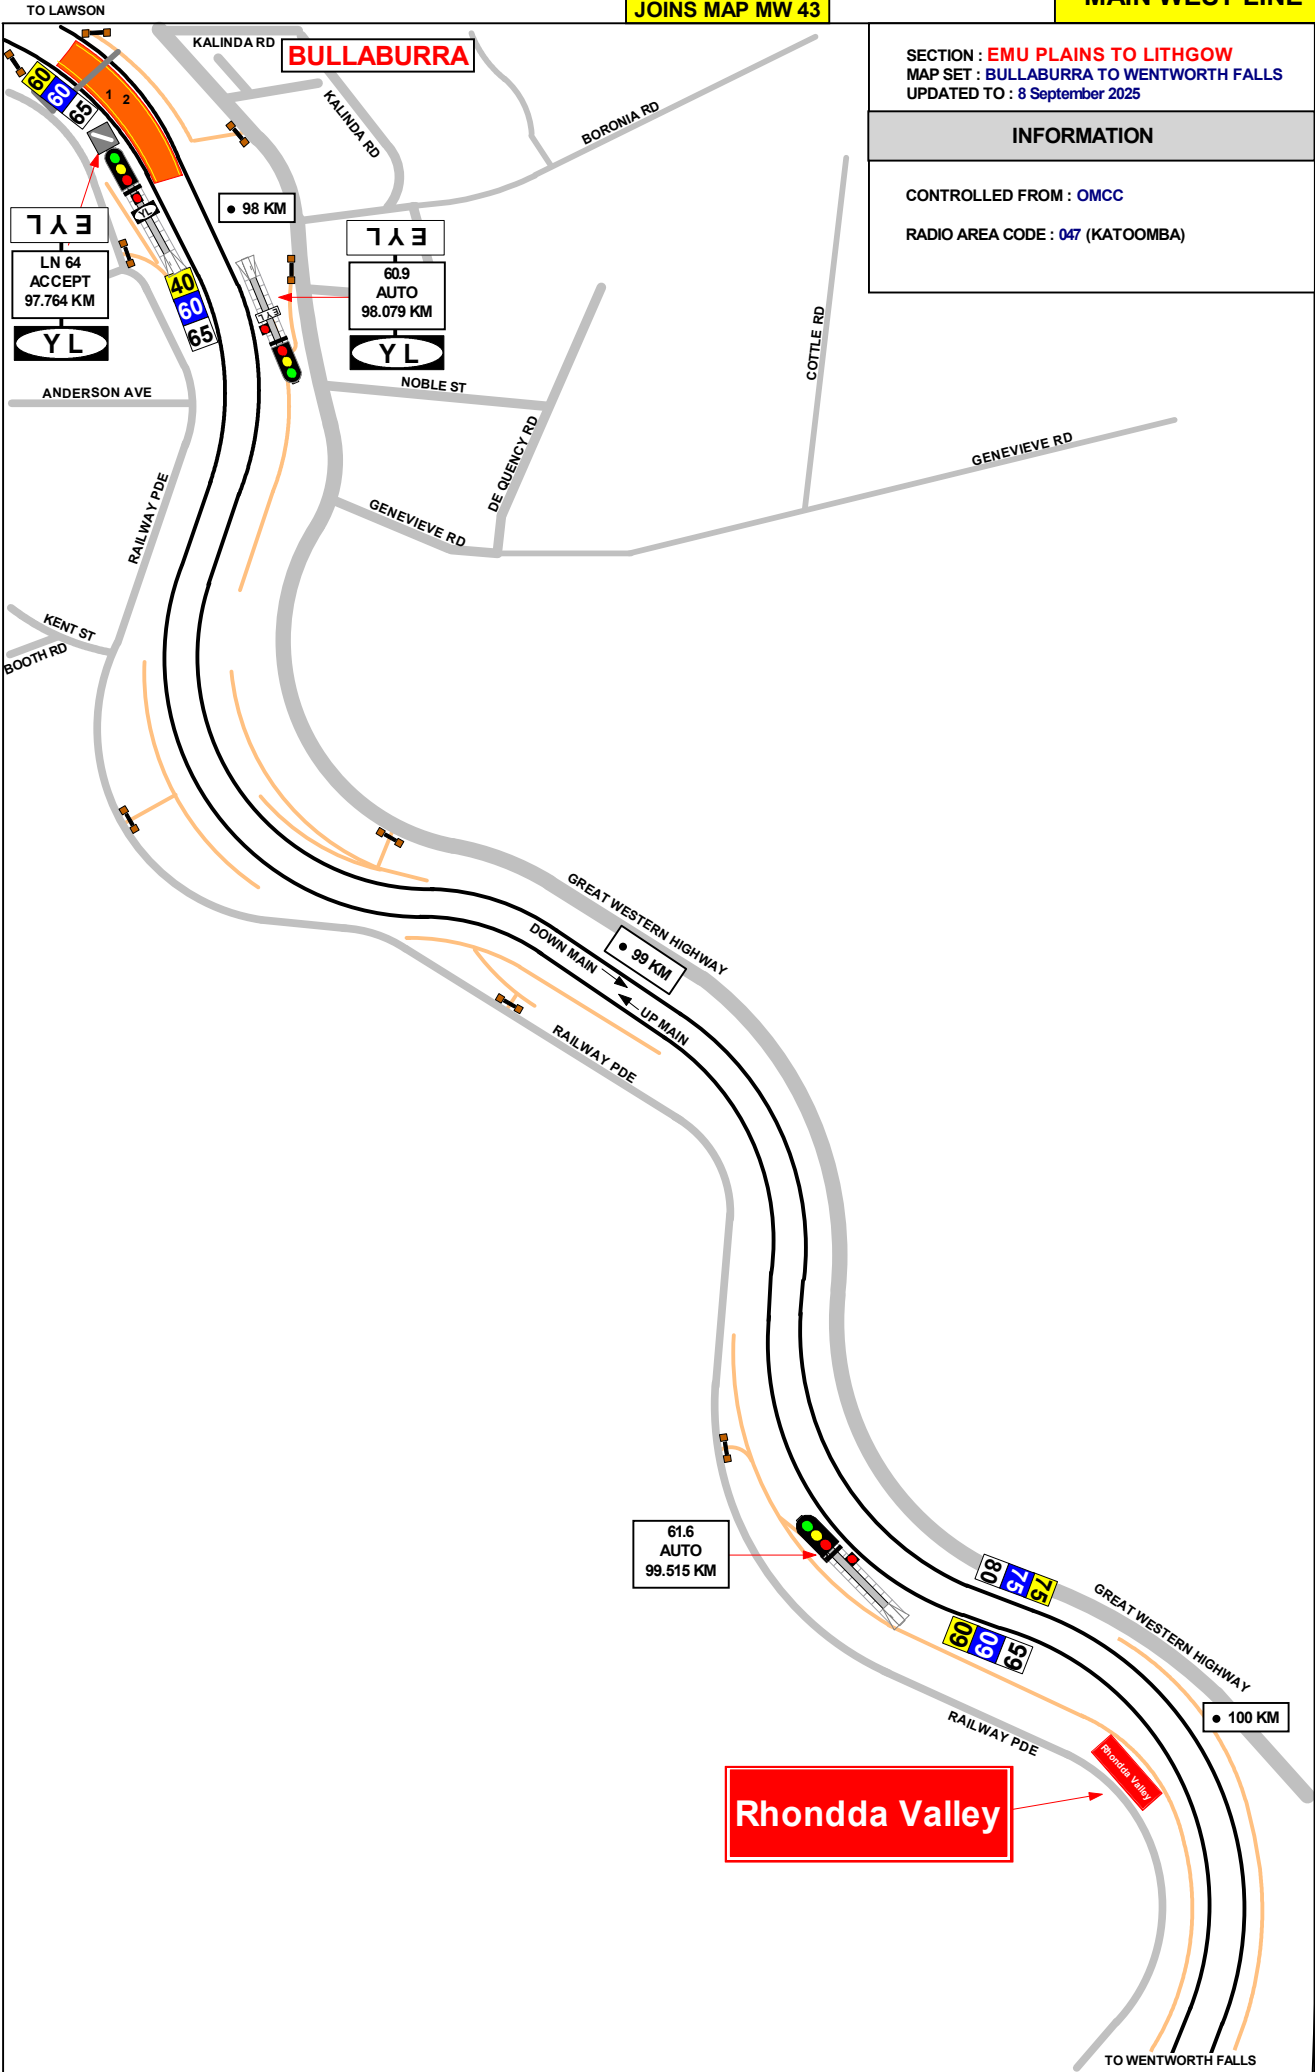 TO LAWSON
JOINS MAP MW 43
MAIN WEST LINE
SECTION : EMU PLAINS TO LITHGOW
MAP SET : BULLABURRA TO WENTWORTH FALLS
UPDATED TO : 8 September 2025
INFORMATION
CONTROLLED FROM : OMCC
RADIO AREA CODE : 047 (KATOOMBA)
KALINDA RD
BULLABURRA
KALINDA RD
BORONIA RD
60
60
65
1 2
98 KM
YL
E Y L
LN 64
ACCEPT
97.764 KM
Y L
40
60
65
E Y L
60.9
AUTO
98.079 KM
Y L
EYL
COTTLE RD
ANDERSON AVE
NOBLE ST
DE QUENCY RD
GENEVIEVE RD
RAILWAY PDE
GENEVIEVE RD
KENT ST
BOOTH RD
GREAT WESTERN HIGHWAY
DOWN MAIN
99 KM
UP MAIN
RAILWAY PDE
61.6
AUTO
99.515 KM
80
75
75
GREAT WESTERN HIGHWAY
60
60
65
100 KM
RAILWAY PDE
Rhondda Valley
Rhondda Valley
TO WENTWORTH FALLS